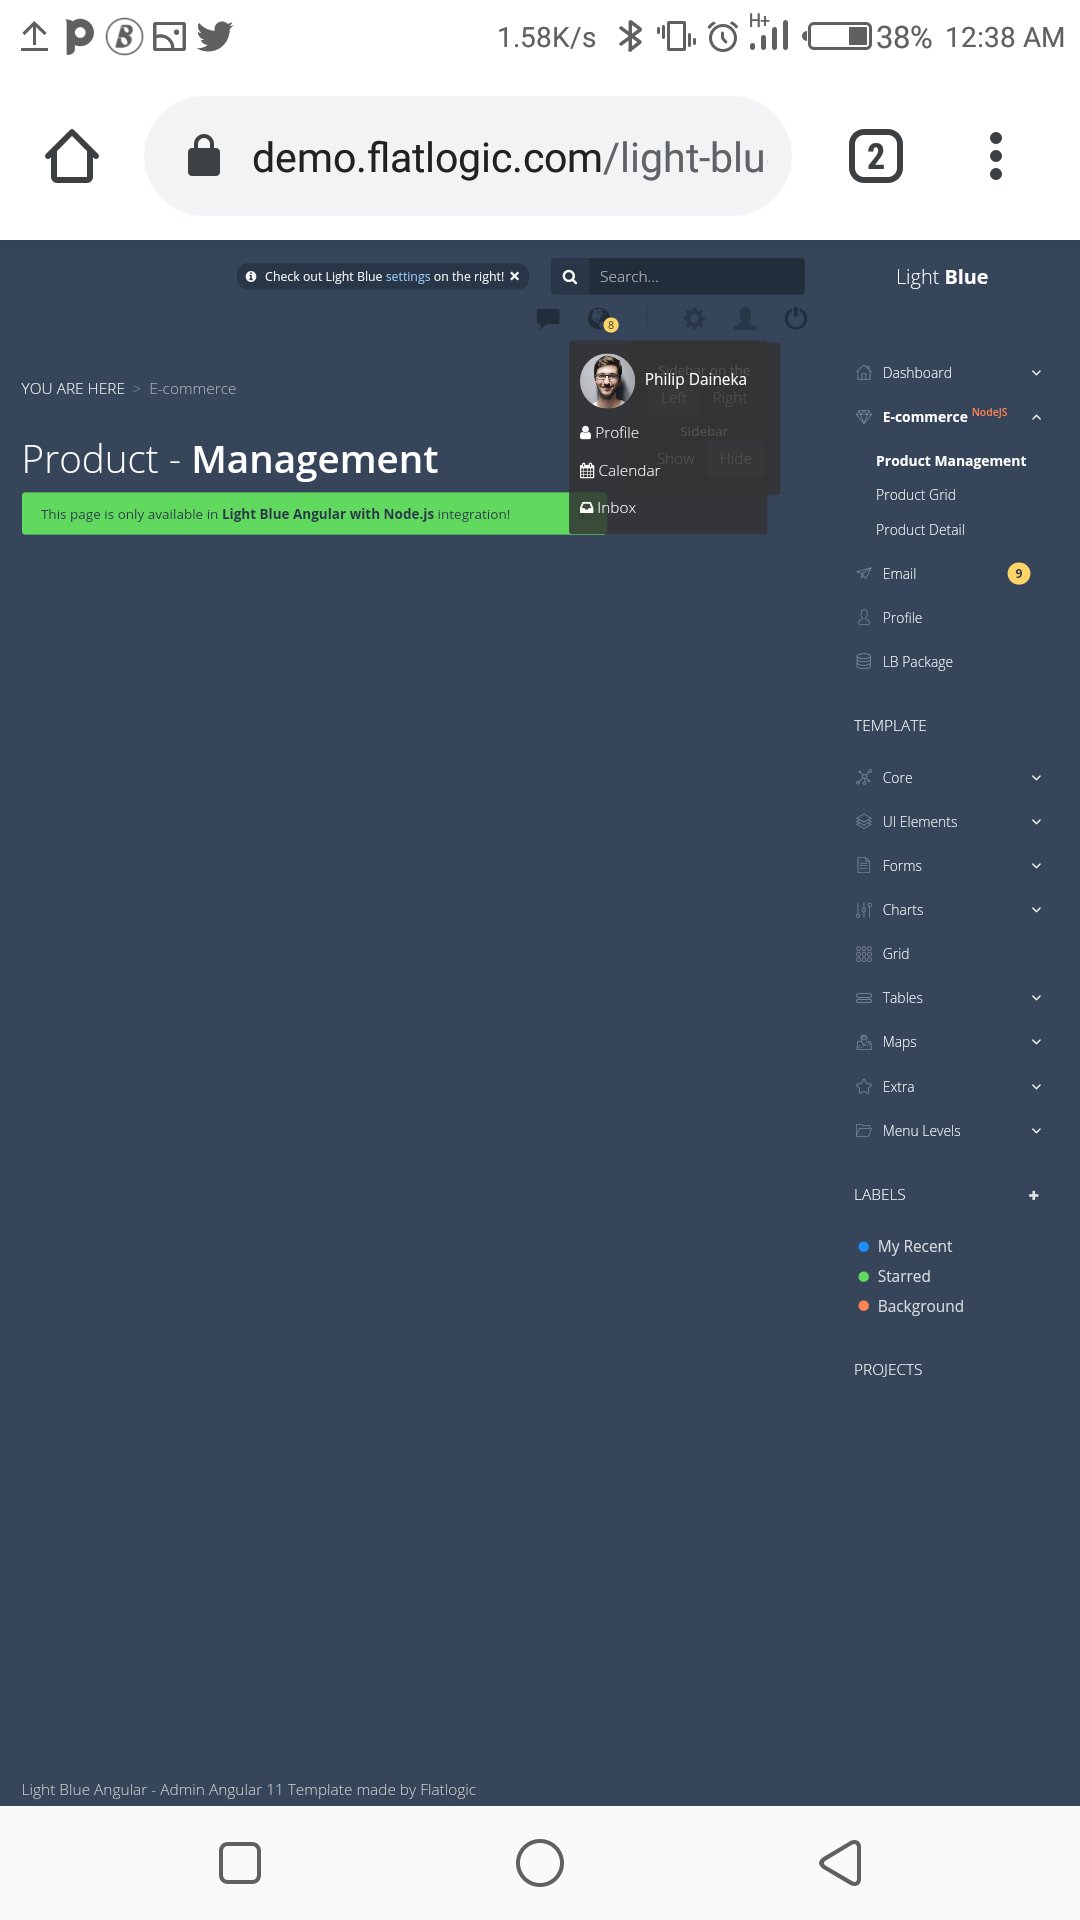 1.58K/s H+ 38% 12:38 AM
demo.flatlogic.com/light-blu
2
Check out Light Blue settings on the right!
Search...
Light Blue
8
YOU ARE HERE > E-commerce
Product - Management
This page is only available in Light Blue Angular with Node.js integration!
Philip Daineka
Profile
Calendar
Inbox
Sidebar on the
Left Right
Sidebar
Show Hide
Dashboard
E-commerce NodeJS
Product Management
Product Grid
Product Detail
Email 9
Profile
LB Package
TEMPLATE
Core
UI Elements
Forms
Charts
Grid
Tables
Maps
Extra
Menu Levels
LABELS +
My Recent
Starred
Background
PROJECTS
Light Blue Angular - Admin Angular 11 Template made by Flatlogic